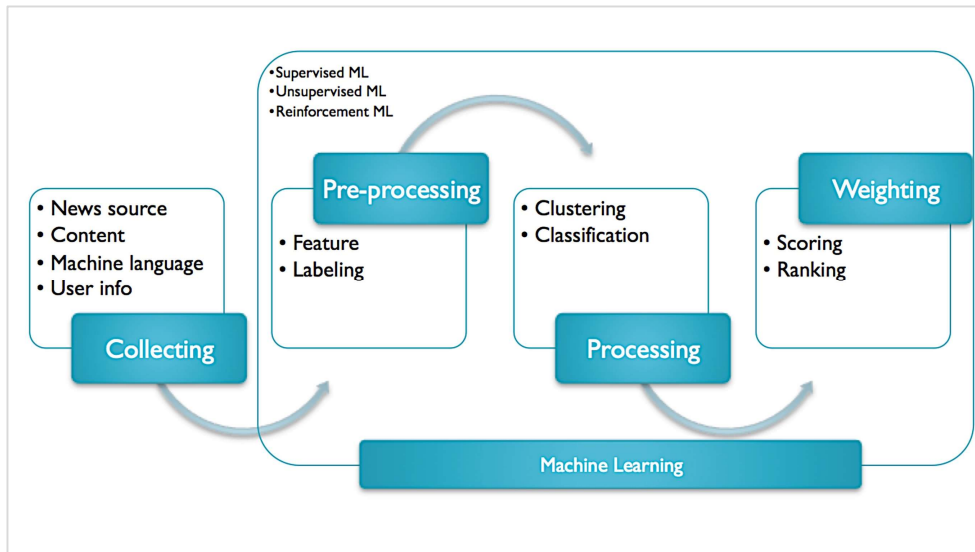 • Supervised ML
• Unsupervised ML
• Reinforcement ML
• News source
• Content
• Machine language
• User info
Collecting
Pre-processing
• Feature
• Labeling
• Clustering
• Classification
Processing
Weighting
• Scoring
• Ranking
Machine Learning